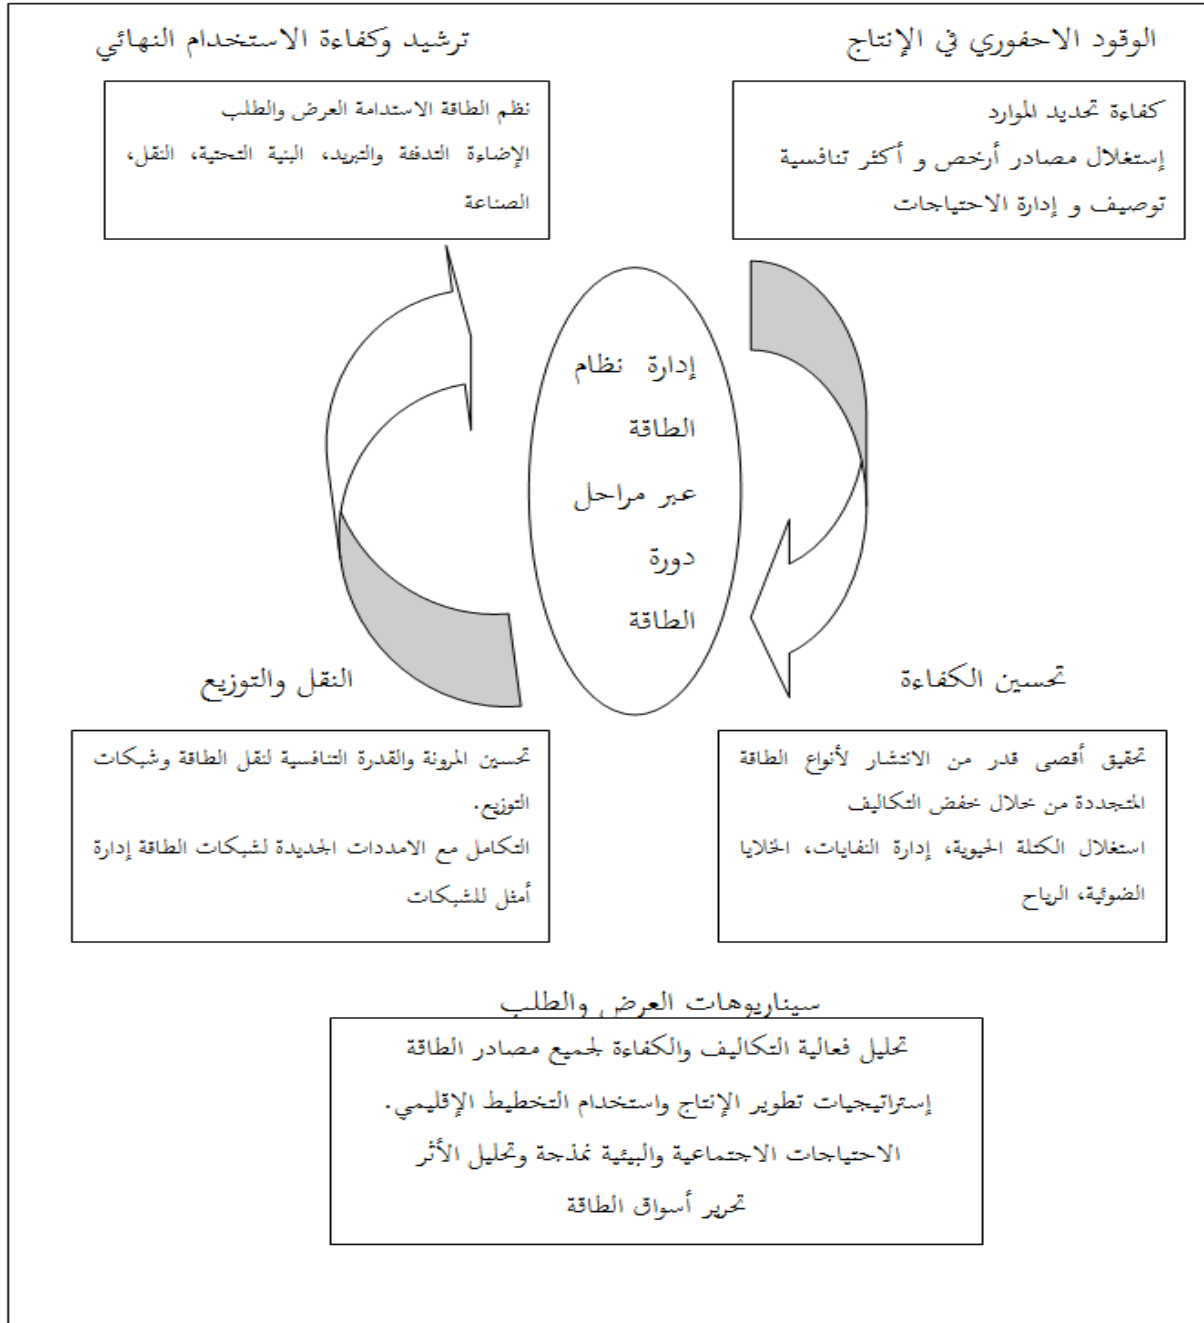 الوقود الاحفوري في الإنتاج
كفاءة تحديد الموارد
إستغلال مصادر أرخص و أكثر تنافسية
توصيف و إدارة الاحتياجات
ترشيد وكفاءة الاستخدام النهائي
نظم الطاقة الاستدامة العرض والطلب
الإضاءة التدفئة والتبريد، البنية التحتية، النقل،
الصناعة
إدارة نظام
الطاقة
عبر مراحل
دورة
الطاقة
تحسين الكفاءة
تحقيق أقصى قدر من الانتشار لأنواع الطاقة
المتجددة من خلال خفض التكاليف
استغلال الكتلة الحيوية، إدارة النفايات، الخلايا
الضوئية، الرياح
النقل والتوزيع
تحسين المرونة والقدرة التنافسية لنقل الطاقة وشبكات
التوزيع.
التكامل مع الامددات الجديدة لشبكات الطاقة إدارة
أمثل للشبكات
سيناريوهات العرض والطلب
تحليل فعالية التكاليف والكفاءة لجميع مصادر الطاقة
إستراتيجيات تطوير الإنتاج واستخدام التخطيط الإقليمي.
الاحتياجات الاجتماعية والبيئية نمذجة وتحليل الأثر
تحرير أسواق الطاقة